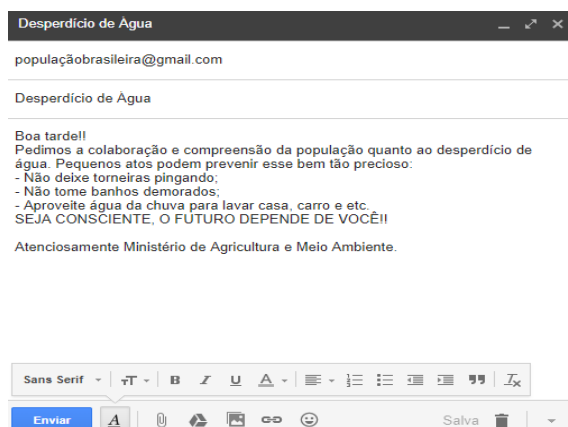 Desperdício de Àgua
populaçãobrasileira@gmail.com
Desperdício de Àgua
Boa tarde!!
Pedimos a colaboração e compreensão da população quanto ao desperdício de
água. Pequenos atos podem prevenir esse bem tão precioso:
- Não deixe torneiras pingando;
- Não tome banhos demorados;
- Aproveite água da chuva para lavar casa, carro e etc.
SEJA CONSCIENTE, O FUTURO DEPENDE DE VOCÊ!!
Atenciosamente Ministério de Agricultura e Meio Ambiente.
Sans Serif T B I U A Tx
Enviar A Salva